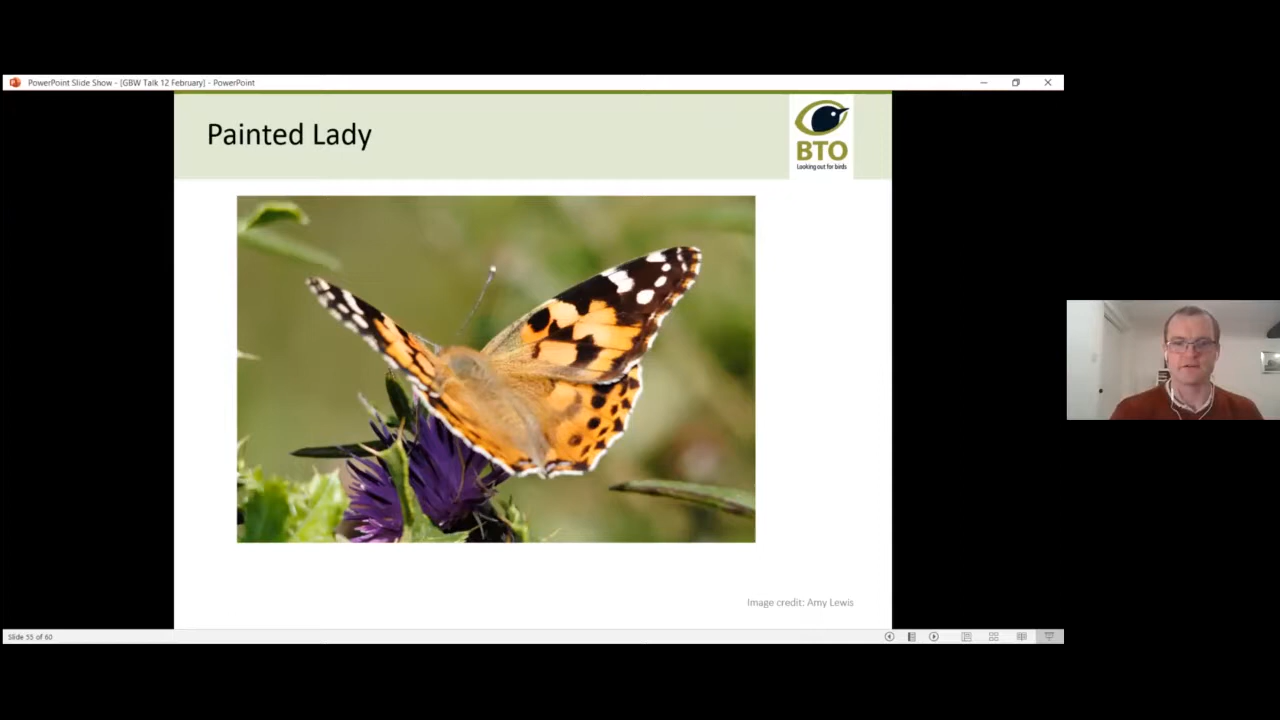 PowerPoint Slide Show - [GBW Talk 12 February] - PowerPoint
Painted Lady
BTO
Looking out for birds
Image credit: Amy Lewis
Slide 55 of 60